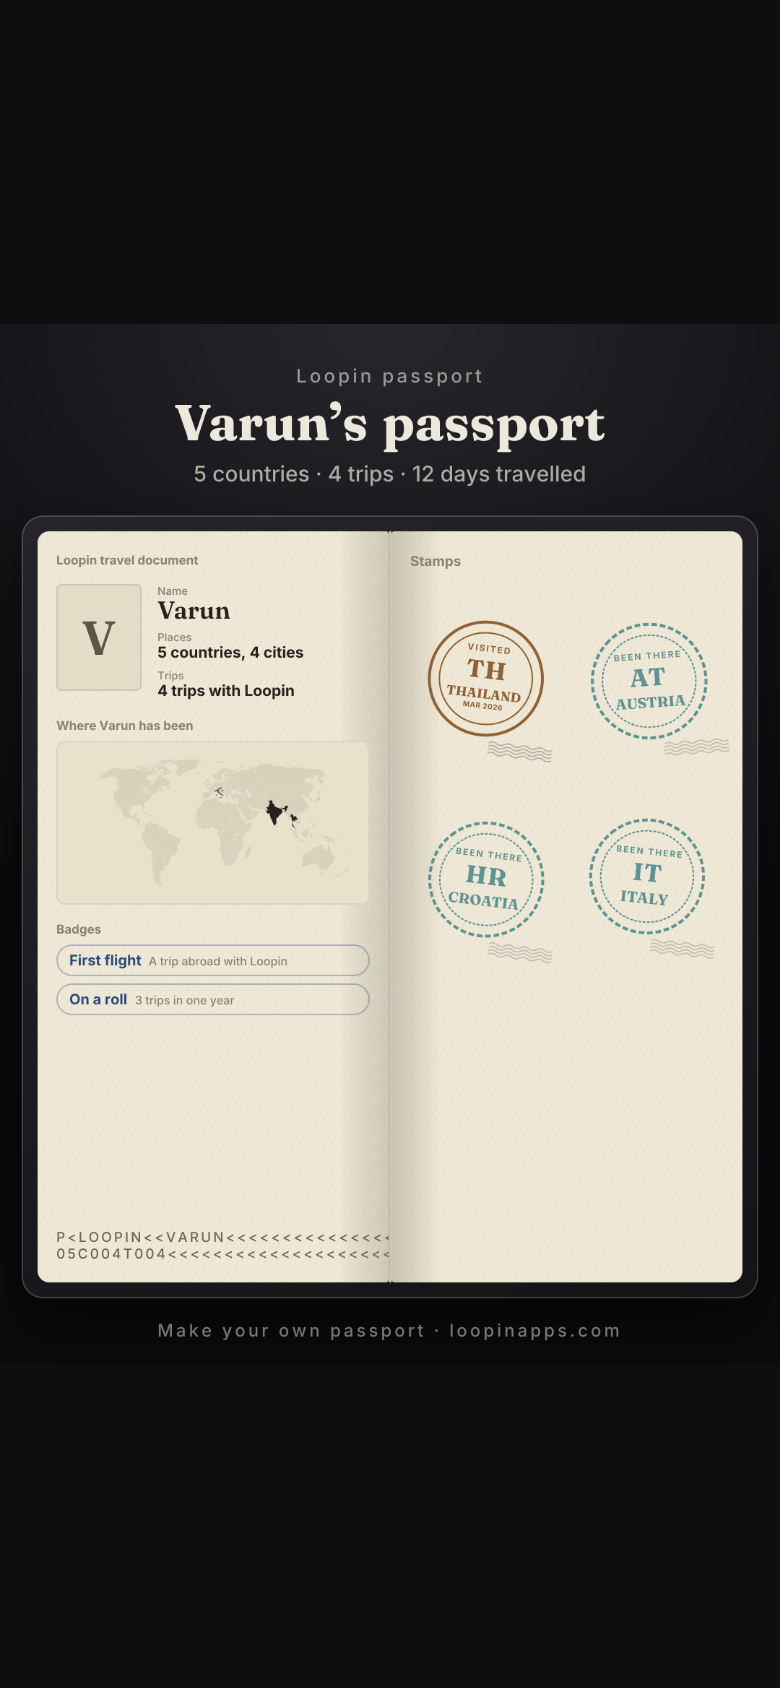 Loopin passport
Varun’s passport
5 countries · 4 trips · 12 days travelled
Loopin travel document
V
Name
Varun
Places
5 countries, 4 cities
Trips
4 trips with Loopin
Where Varun has been
Badges
First flight A trip abroad with Loopin
On a roll 3 trips in one year
P<LOOPIN<<VARUN<<<<<<<<<<<<<<<
05C004T004<<<<<<<<<<<<<<<<<<<<
Stamps
VISITED
TH
THAILAND
MAR 2026
BEEN THERE
AT
AUSTRIA
BEEN THERE
HR
CROATIA
BEEN THERE
IT
ITALY
Make your own passport · loopinapps.com